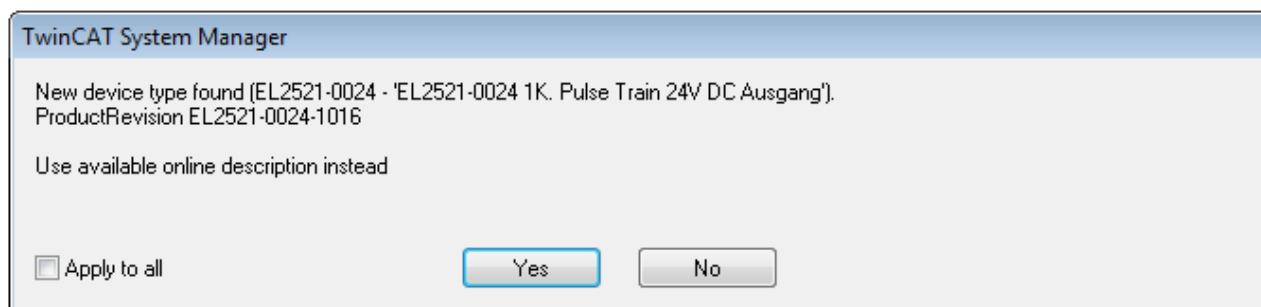 TwinCAT System Manager
New device type found (EL2521-0024 - 'EL2521-0024 1K. Pulse Train 24V DC Ausgang').
ProductRevision EL2521-0024-1016
Use available online description instead
Apply to all
Yes
No